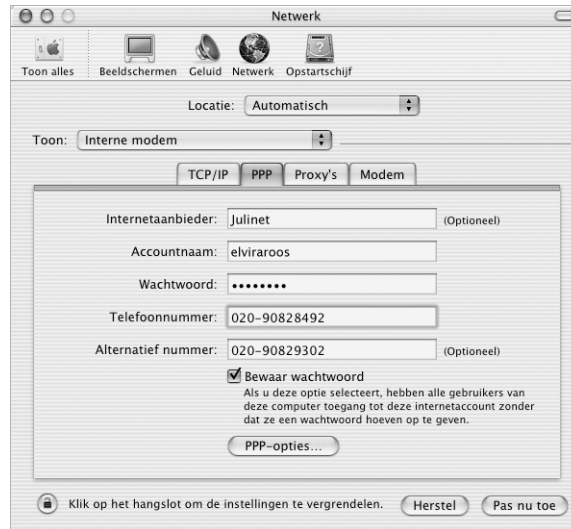 Netwerk
Toon alles Beeldschermen Geluid Netwerk Opstartschijf
Locatie: Automatisch
Toon: Interne modem
TCP/IP PPP Proxy's Modem
Internetaanbieder: Julinet (Optioneel)
Accountnaam: elviraroos
Wachtwoord: ••••••••
Telefoonnummer: 020-90828492
Alternatief nummer: 020-90829302 (Optioneel)
Bewaar wachtwoord
Als u deze optie selecteert, hebben alle gebruikers van
deze computer toegang tot deze internetaccount zonder
dat ze een wachtwoord hoeven op te geven.
PPP-opties...
Klik op het hangslot om de instellingen te vergrendelen. Herstel Pas nu toe